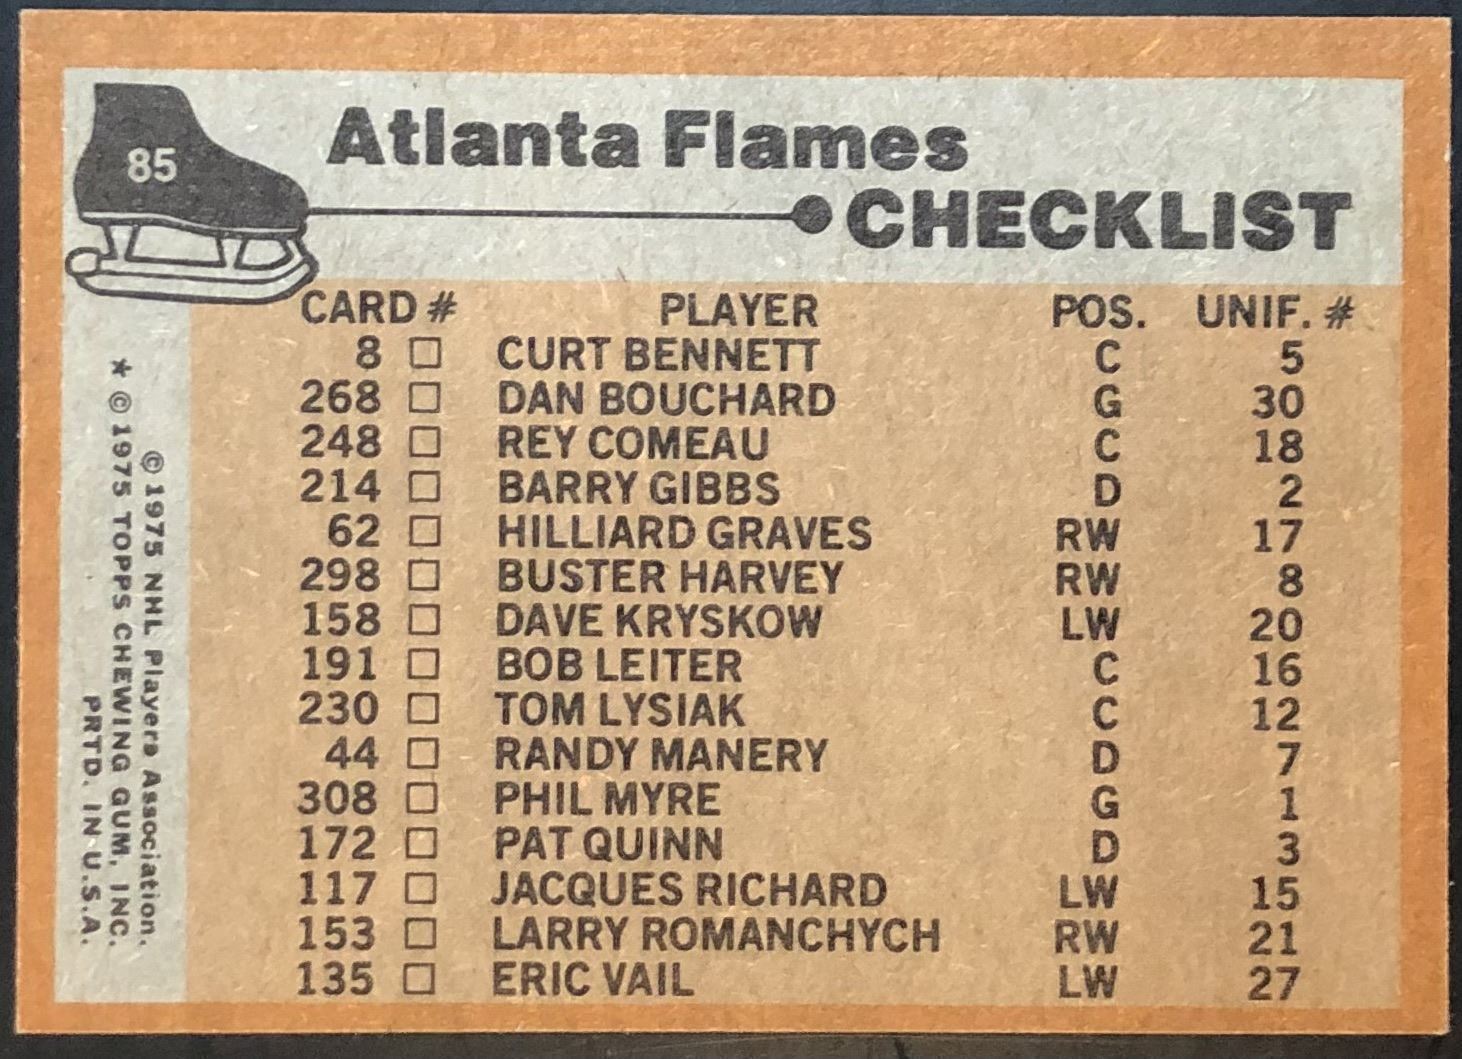 85
Atlanta Flames
CHECKLIST
CARD # PLAYER POS. UNIF. #
8 □ CURT BENNETT C 5
268 □ DAN BOUCHARD G 30
248 □ REY COMEAU C 18
214 □ BARRY GIBBS D 2
62 □ HILLIARD GRAVES RW 17
298 □ BUSTER HARVEY RW 8
158 □ DAVE KRYSKOW LW 20
191 □ BOB LEITER C 16
230 □ TOM LYSIAK C 12
44 □ RANDY MANERY D 7
308 □ PHIL MYRE G 1
172 □ PAT QUINN D 3
117 □ JACQUES RICHARD LW 15
153 □ LARRY ROMANCHYCH RW 21
135 □ ERIC VAIL LW 27
© 1975 NHL Players Association.
★ © 1975 TOPPS CHEWING GUM, INC.
PRTD. IN U.S.A.